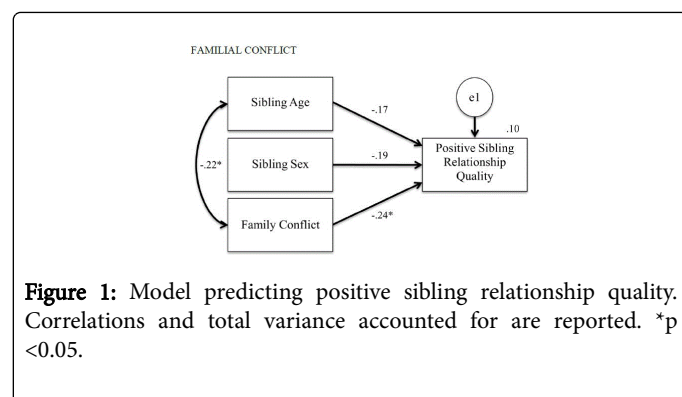 FAMILIAL CONFLICT
Sibling Age
e1
-.17
.10
-.22*
Sibling Sex
-.19
Positive Sibling
Relationship
Quality
Family Conflict
-.24*
Figure 1: Model predicting positive sibling relationship quality.
Correlations and total variance accounted for are reported. *p
<0.05.